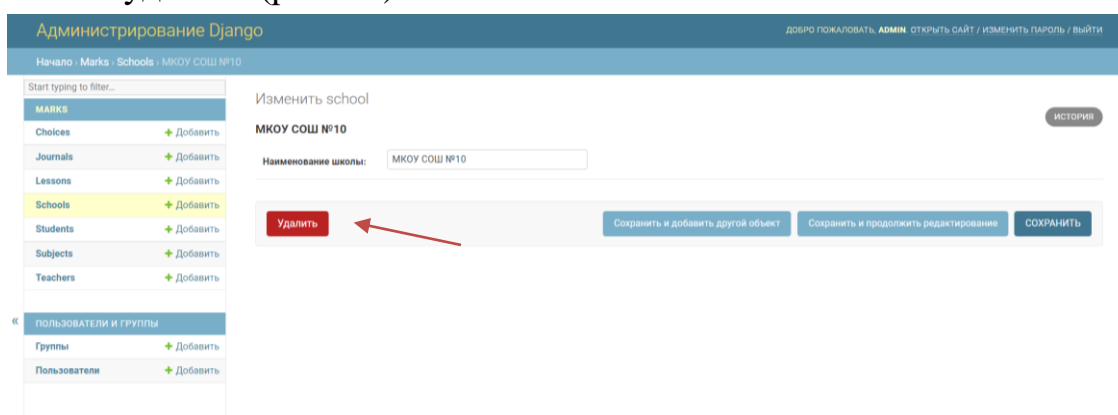 Администрирование Django
ДОБРО ПОЖАЛОВАТЬ, ADMIN. ОТКРЫТЬ САЙТ / ИЗМЕНИТЬ ПАРОЛЬ / ВЫЙТИ
Начало › Marks › Schools › МКОУ СОШ №10
Start typing to filter...
MARKS
Choices + Добавить
Journals + Добавить
Lessons + Добавить
Schools + Добавить
Students + Добавить
Subjects + Добавить
Teachers + Добавить
«
ПОЛЬЗОВАТЕЛИ И ГРУППЫ
Группы + Добавить
Пользователи + Добавить
Изменить school
ИСТОРИЯ
МКОУ СОШ №10
Наименование школы: МКОУ СОШ №10
Удалить
Сохранить и добавить другой объект
Сохранить и продолжить редактирование
СОХРАНИТЬ